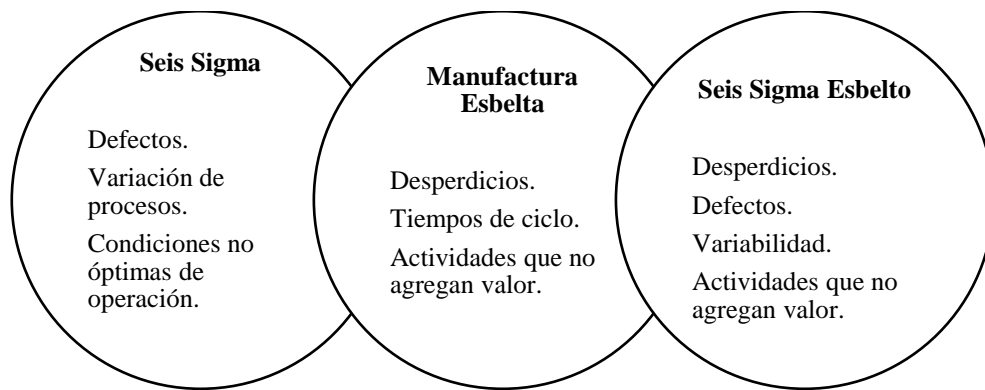 Seis Sigma
Defectos.
Variación de
procesos.
Condiciones no
óptimas de
operación.
Manufactura
Esbelta
Desperdicios.
Tiempos de ciclo.
Actividades que no
agregan valor.
Seis Sigma Esbelto
Desperdicios.
Defectos.
Variabilidad.
Actividades que no
agregan valor.